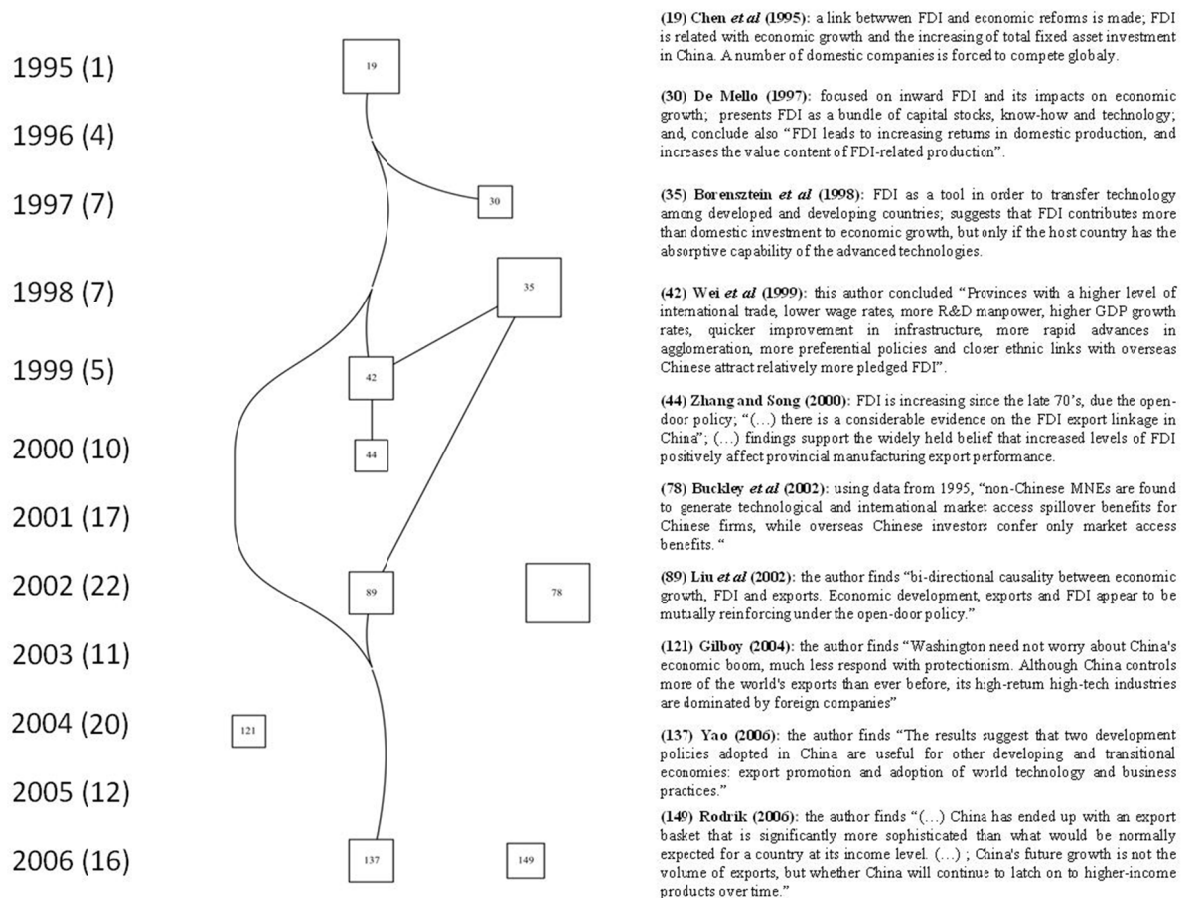 1995 (1)
1996 (4)
1997 (7)
1998 (7)
1999 (5)
2000 (10)
2001 (17)
2002 (22)
2003 (11)
2004 (20)
2005 (12)
2006 (16)
19
30
35
42
44
89
78
121
137
149
(19) Chen et al (1995): a link betwwen FDI and economic reforms is made; FDI
is related with economic growth and the increasing of total fixed asset investment
in China. A number of domestic companies is forced to compete globaly.
(30) De Mello (1997): focused on inward FDI and its impacts on economic
growth; presents FDI as a bundle of capital stocks, know-how and technology;
and, conclude also “FDI leads to increasing returns in domestic production, and
increases the value content of FDI-related production”.
(35) Borensztein et al (1998): FDI as a tool in order to transfer technology
among developed and developing countries; suggests that FDI contributes more
than domestic investment to economic growth, but only if the host country has the
absorptive capability of the advanced technologies.
(42) Wei et al (1999): this author concluded “Provinces with a higher level of
international trade, lower wage rates, more R&D manpower, higher GDP growth
rates, quicker improvement in infrastructure, more rapid advances in
agglomeration, more preferential policies and closer ethnic links with overseas
Chinese attract relatively more pledged FDI”.
(44) Zhang and Song (2000): FDI is increasing since the late 70’s, due the open-
door policy; “(…) there is a considerable evidence on the FDI export linkage in
China”; (…) findings support the widely held belief that increased levels of FDI
positively affect provincial manufacturing export performance.
(78) Buckley et al (2002): using data from 1995, “non-Chinese MNEs are found
to generate technological and international market access spillover benefits for
Chinese firms, while overseas Chinese investors confer only market access
benefits. “
(89) Liu et al (2002): the author finds “bi-directional causality between economic
growth, FDI and exports. Economic development, exports and FDI appear to be
mutually reinforcing under the open-door policy.”
(121) Gilboy (2004): the author finds “Washington need not worry about China's
economic boom, much less respond with protectionism. Although China controls
more of the world's exports than ever before, its high-return high-tech industries
are dominated by foreign companies”
(137) Yao (2006): the author finds “The results suggest that two development
policies adopted in China are useful for other developing and transitional
economies: export promotion and adoption of world technology and business
practices.”
(149) Rodrik (2006): the author finds “(…) China has ended up with an export
basket that is significantly more sophisticated than what would be normally
expected for a country at its income level. (…) ; China's future growth is not the
volume of exports, but whether China will continue to latch on to higher-income
products over time.”